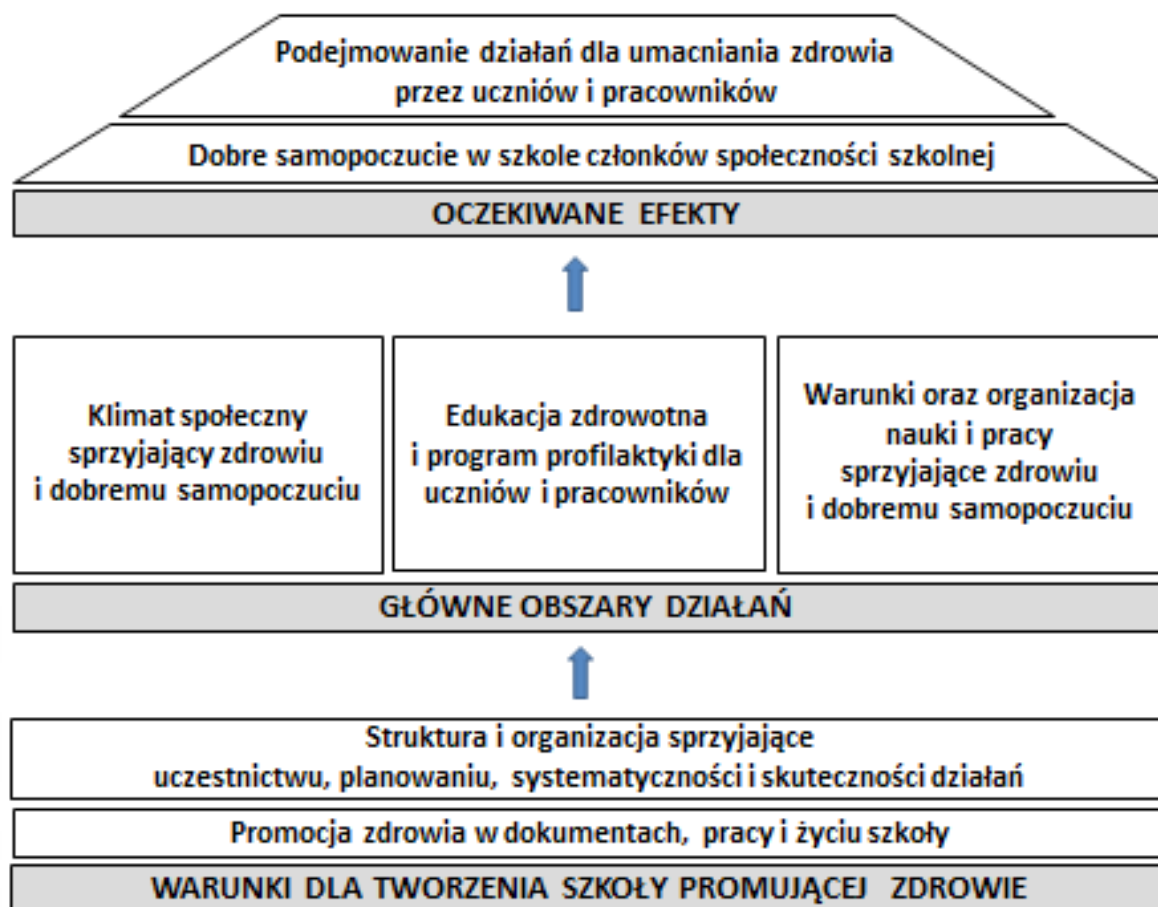 Podejmowanie działań dla umacniania zdrowia
przez uczniów i pracowników
Dobre samopoczucie w szkole członków społeczności szkolnej
OCZEKIWANE EFEKTY
Klimat społeczny
sprzyjający zdrowiu
i dobremu samopoczuciu
Edukacja zdrowotna
i program profilaktyki dla
uczniów i pracowników
Warunki oraz organizacja
nauki i pracy
sprzyjające zdrowiu
i dobremu samopoczuciu
GŁÓWNE OBSZARY DZIAŁAŃ
Struktura i organizacja sprzyjające
uczestnictwu, planowaniu, systematyczności i skuteczności działań
Promocja zdrowia w dokumentach, pracy i życiu szkoły
WARUNKI DLA TWORZENIA SZKOŁY PROMUJĄCEJ ZDROWIE